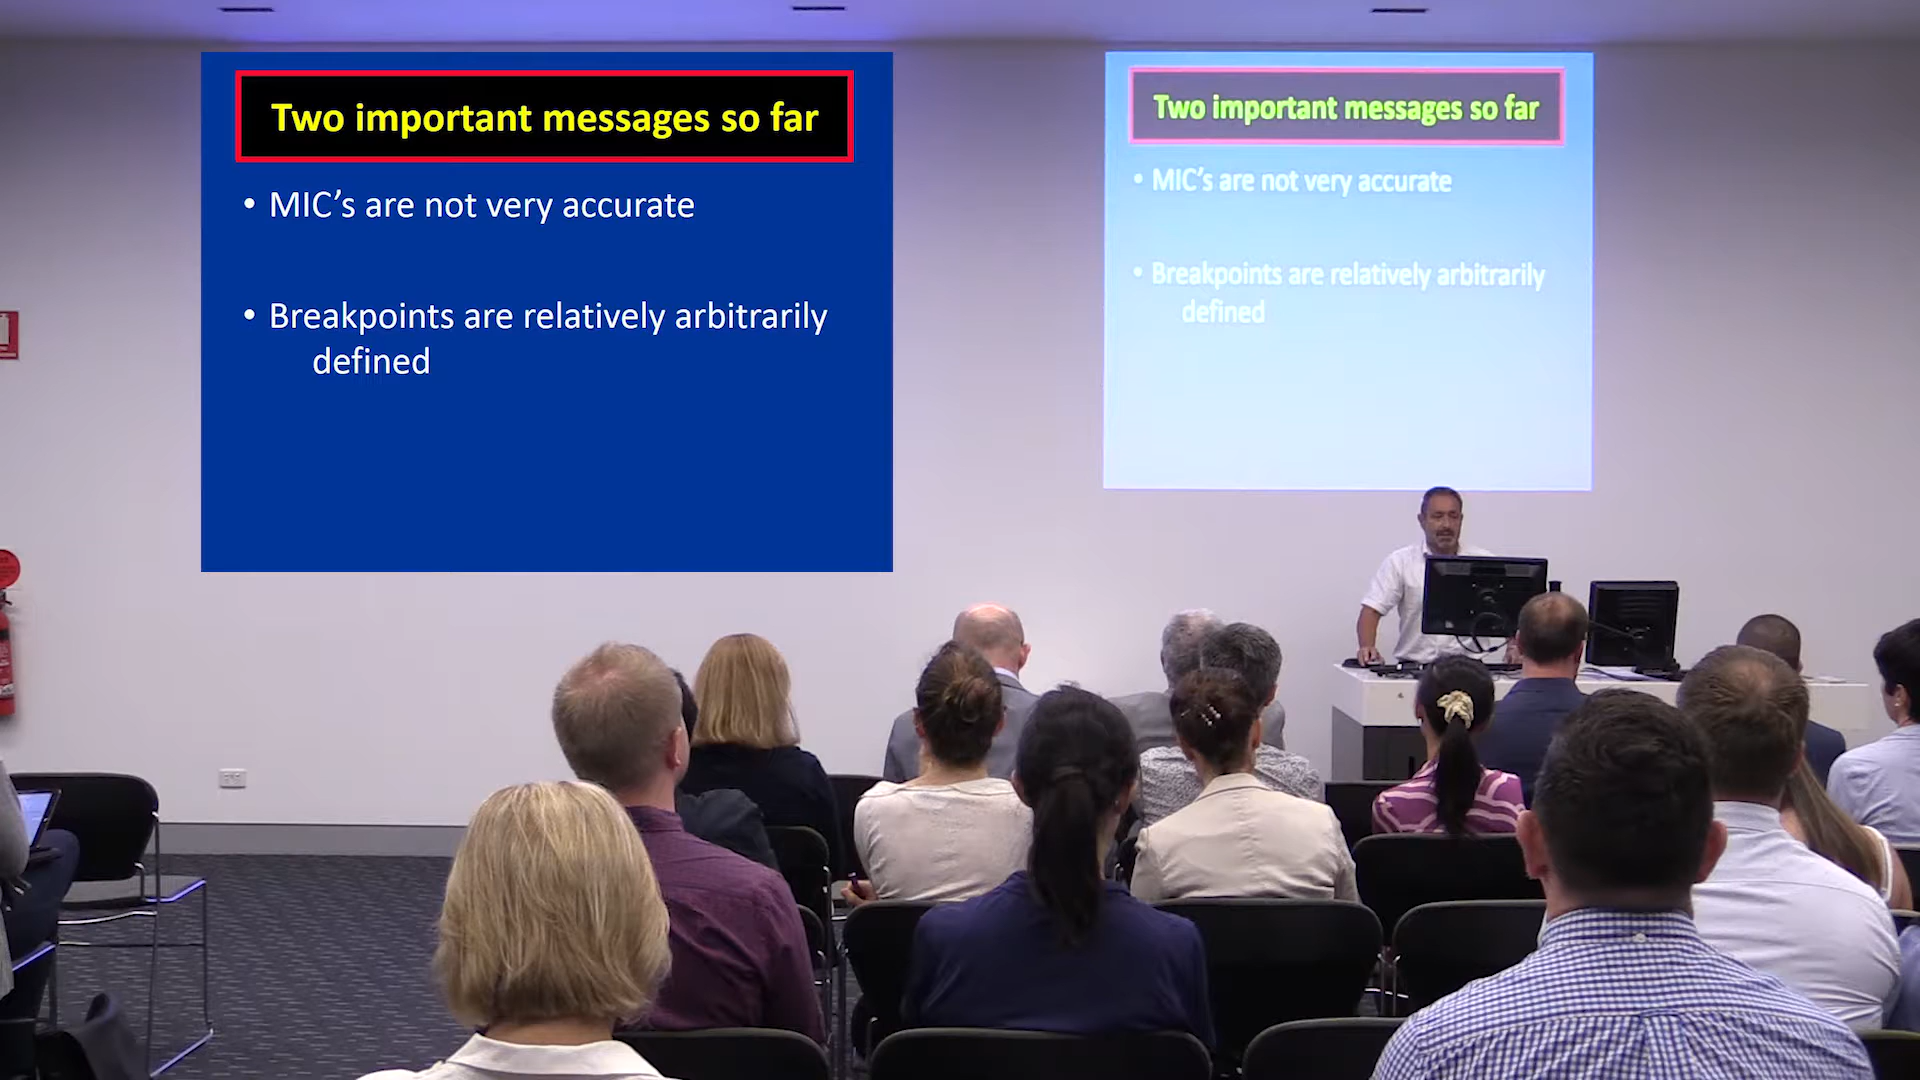 Two important messages so far
• MIC’s are not very accurate
• Breakpoints are relatively arbitrarily
defined
Two important messages so far
• MIC’s are not very accurate
• Breakpoints are relatively arbitrarily
defined